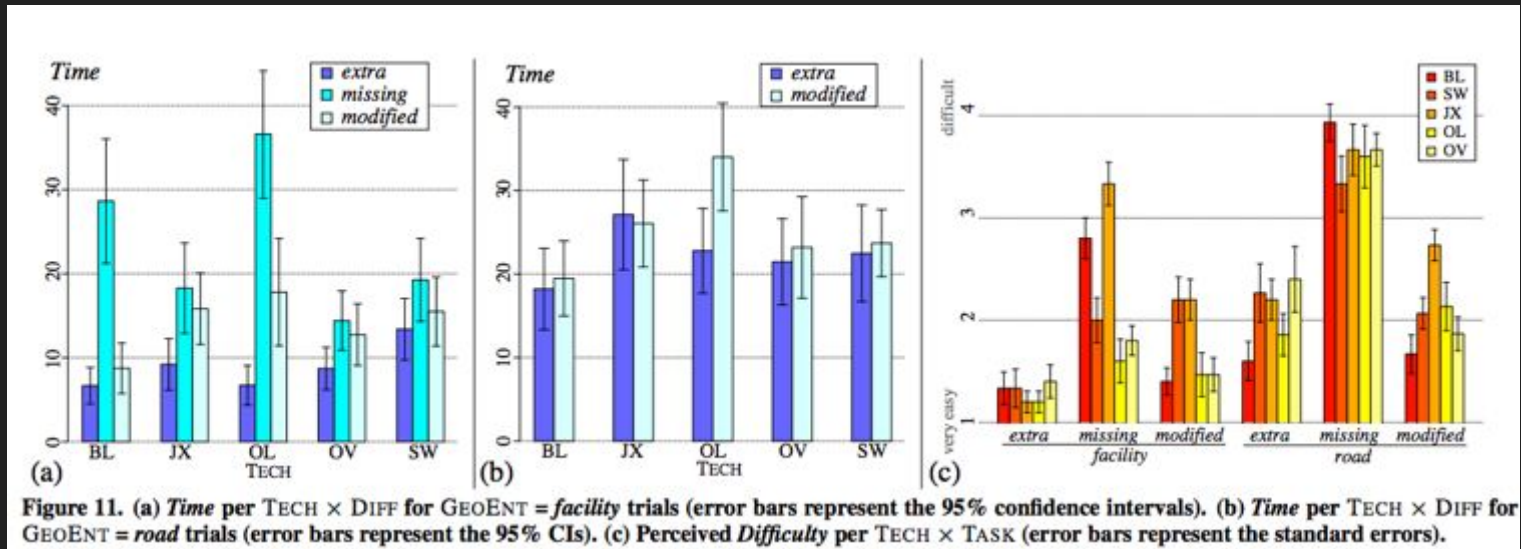 Time
extra
missing
modified
40
30
20
10
0
BL JX OL OV SW
TECH
(a)
Time
extra
modified
40
30
20
10
0
BL JX OL OV SW
TECH
(b)
BL
SW
JX
OL
OV
difficult
4
3
2
1
very easy
extra missing modified extra missing modified
facility road
(c)
Figure 11. (a) Time per TECH × DIFF for GEOENT = facility trials (error bars represent the 95% confidence intervals). (b) Time per TECH × DIFF for
GEOENT = road trials (error bars represent the 95% CIs). (c) Perceived Difficulty per TECH × TASK (error bars represent the standard errors).